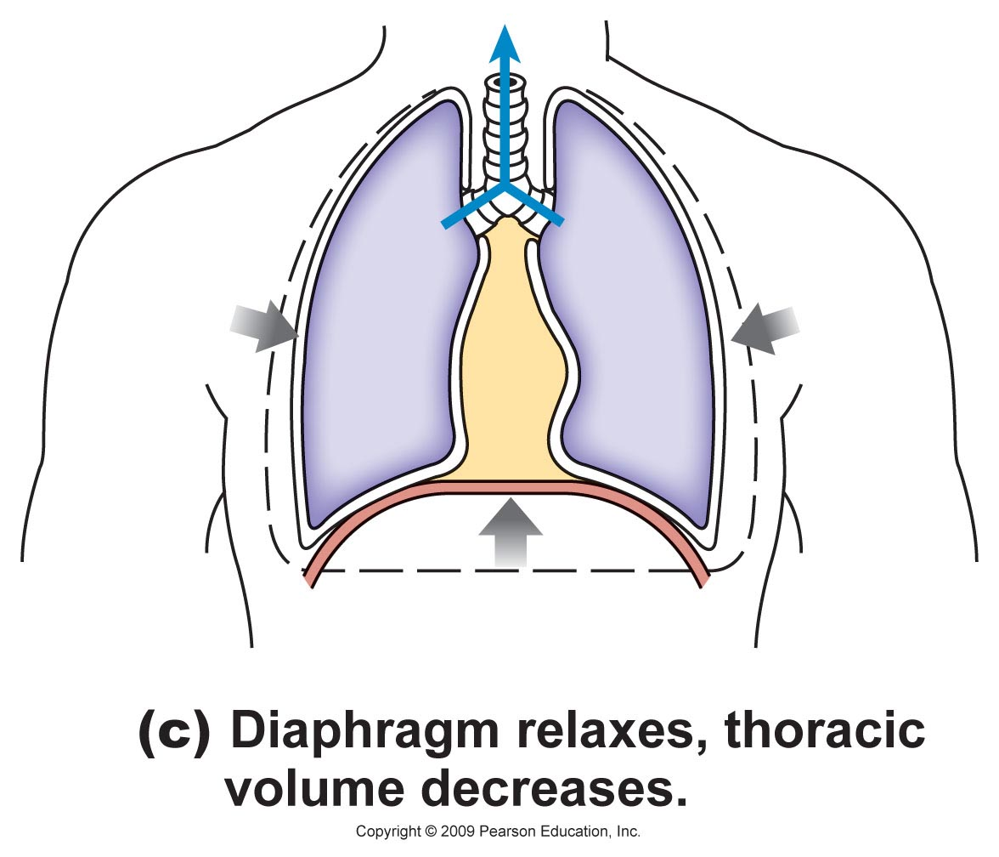 (c) Diaphragm relaxes, thoracic
volume decreases.
Copyright © 2009 Pearson Education, Inc.